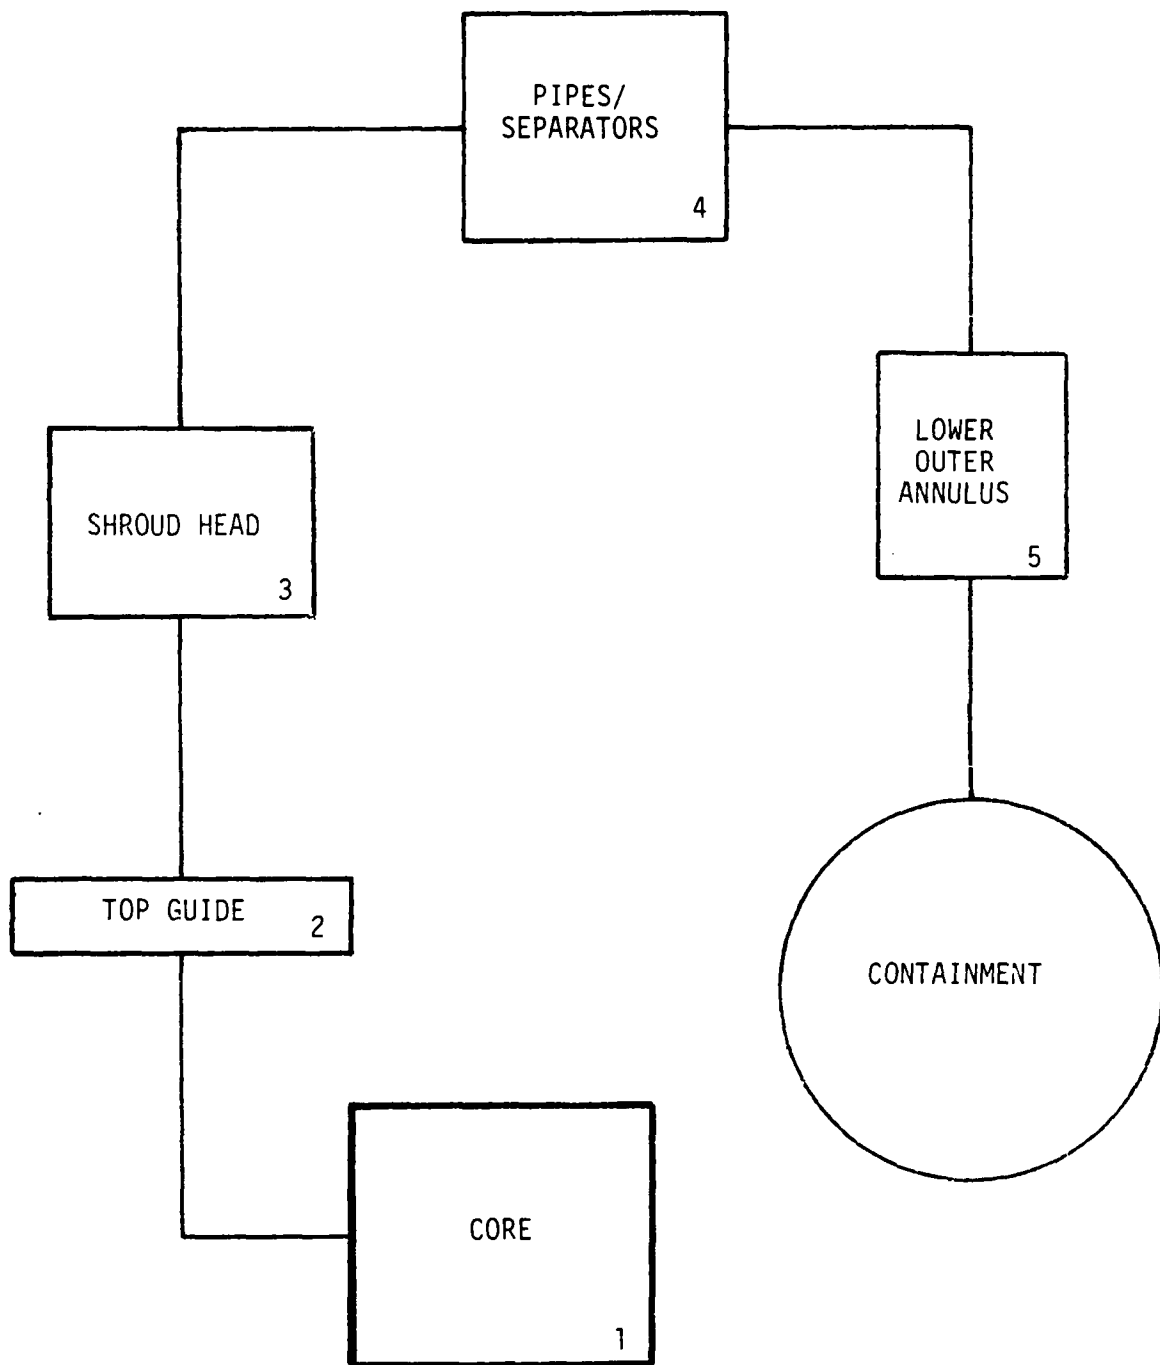 PIPES/
SEPARATORS
4
LOWER
OUTER
ANNULUS
5
SHROUD HEAD
3
TOP GUIDE
2
CONTAINMENT
CORE
1